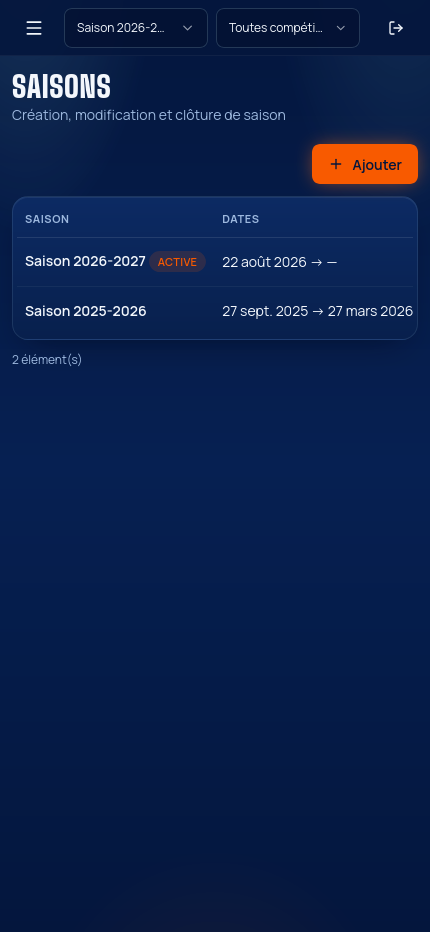 Saison 2026-2...
Toutes compéti...
SAISONS
Création, modification et clôture de saison
+ Ajouter
SAISON DATES
Saison 2026-2027 ACTIVE 22 août 2026 → —
Saison 2025-2026 27 sept. 2025 → 27 mars 2026
2 élément(s)